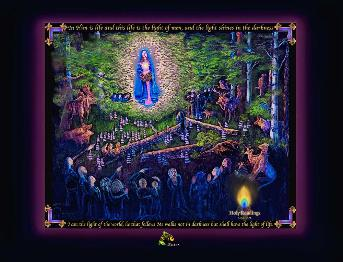 In Him is life and this life is the light of men, and the light shines in the darkness
Holy Readings
I am the light of the world, he that follows Me walks not in darkness but shall have the light of life